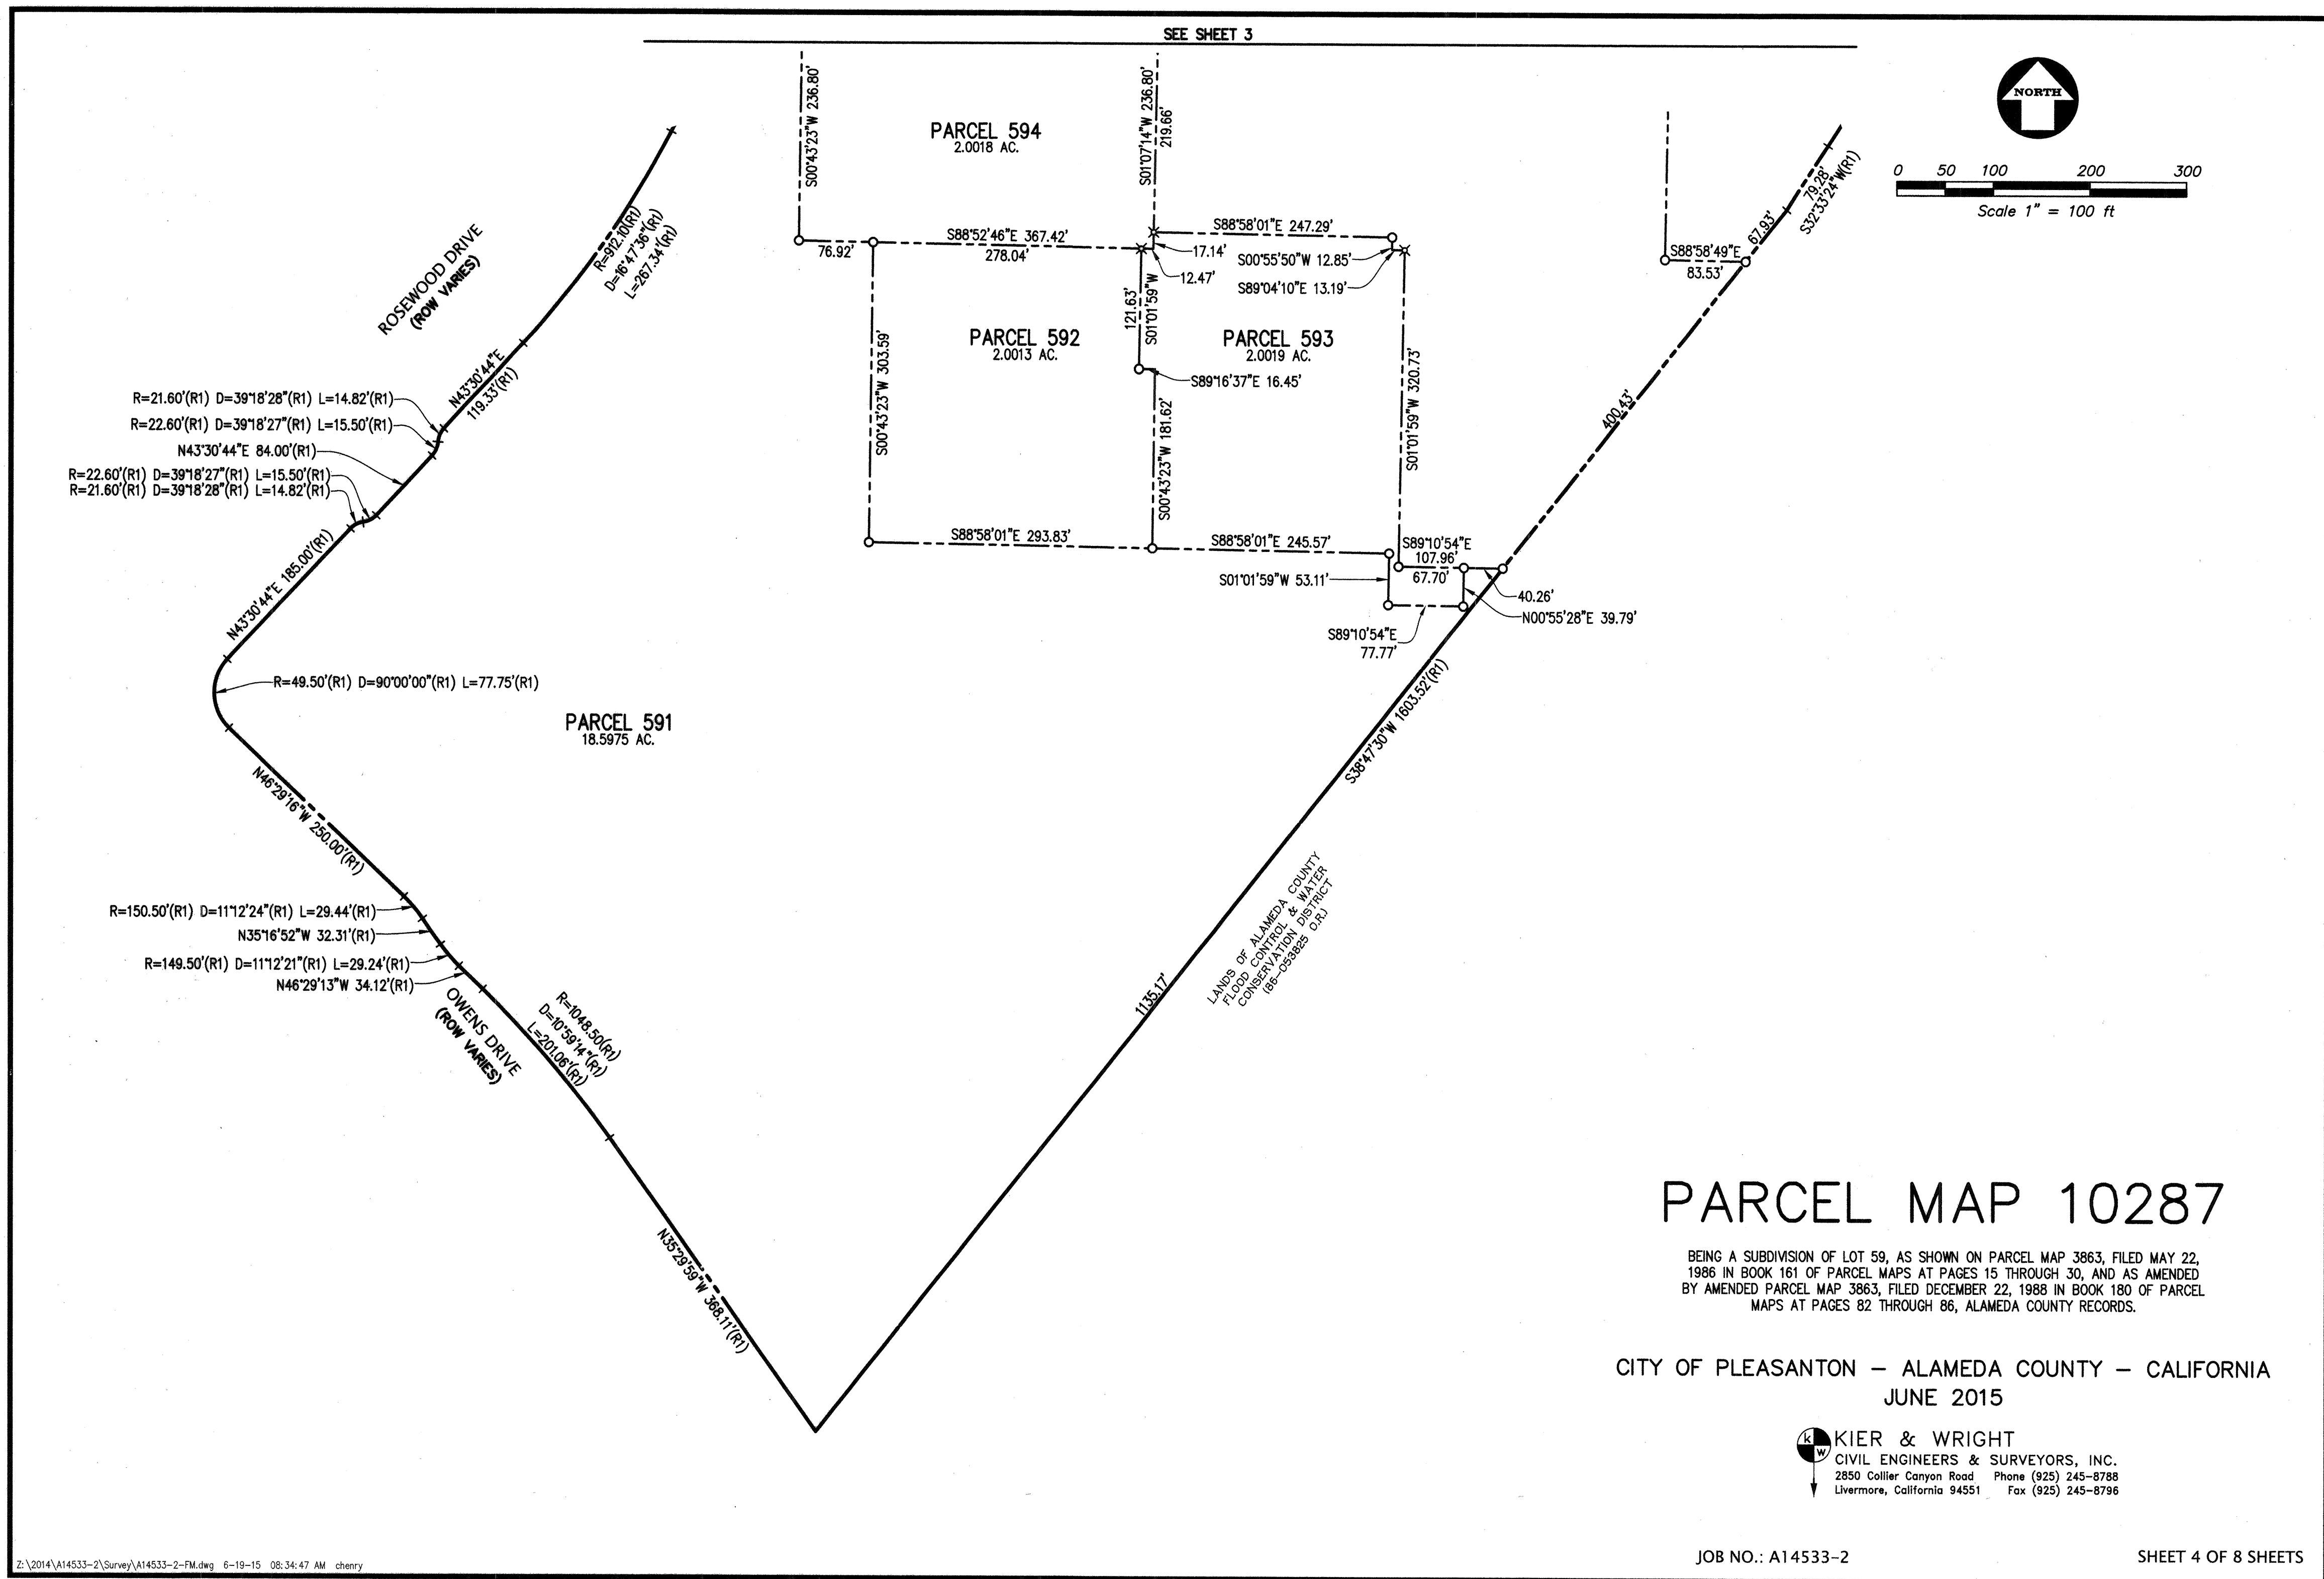 SEE SHEET 3
S00°43'23"W 236.80'
PARCEL 594
2.0018 AC.
S01°07'14"W 236.80'
219.66'
NORTH
0 50 100 200 300
Scale 1" = 100 ft
79.28'
S32°33'24"W(R1)
67.93'
S88°58'49"E
83.53'
ROSEWOOD DRIVE
(ROW VARIES)
R=912.10(R1)
D=16°47'36"(R1)
L=267.34'(R1)
76.92'
S88°52'46"E 367.42'
278.04'
S88°58'01"E 247.29'
17.14'
12.47'
S00°55'50"W 12.85'
S89°04'10"E 13.19'
121.63'
S01°01'59"W
PARCEL 592
2.0013 AC.
PARCEL 593
2.0019 AC.
S00°43'23"W 303.59'
S89°16'37"E 16.45'
S00°43'23"W 181.62'
S01°01'59"W 320.73'
400.43'
N43°30'44"E
119.33'(R1)
R=21.60'(R1) D=39°18'28"(R1) L=14.82'(R1)
R=22.60'(R1) D=39°18'27"(R1) L=15.50'(R1)
N43°30'44"E 84.00'(R1)
R=22.60'(R1) D=39°18'27"(R1) L=15.50'(R1)
R=21.60'(R1) D=39°18'28"(R1) L=14.82'(R1)
N43°30'44"E 185.00'(R1)
S88°58'01"E 293.83'
S88°58'01"E 245.57'
S89°10'54"E
107.96'
67.70'
S01°01'59"W 53.11'
40.26'
N00°55'28"E 39.79'
S89°10'54"E
77.77'
R=49.50'(R1) D=90°00'00"(R1) L=77.75'(R1)
PARCEL 591
18.5975 AC.
S38°47'30"W 1603.52'(R1)
N46°29'16"W 250.00'(R1)
R=150.50'(R1) D=11°12'24"(R1) L=29.44'(R1)
N35°16'52"W 32.31'(R1)
R=149.50'(R1) D=11°12'21"(R1) L=29.24'(R1)
N46°29'13"W 34.12'(R1)
OWENS DRIVE
(ROW VARIES)
R=1048.50(R1)
D=10°59'14"(R1)
L=201.06'(R1)
1135.17'
LANDS OF ALAMEDA COUNTY
FLOOD CONTROL & WATER
CONSERVATION DISTRICT
(86-053825 O.R.)
N35°29'59"W 368.11'(R1)
PARCEL MAP 10287
BEING A SUBDIVISION OF LOT 59, AS SHOWN ON PARCEL MAP 3863, FILED MAY 22,
1986 IN BOOK 161 OF PARCEL MAPS AT PAGES 15 THROUGH 30, AND AS AMENDED
BY AMENDED PARCEL MAP 3863, FILED DECEMBER 22, 1988 IN BOOK 180 OF PARCEL
MAPS AT PAGES 82 THROUGH 86, ALAMEDA COUNTY RECORDS.
CITY OF PLEASANTON – ALAMEDA COUNTY – CALIFORNIA
JUNE 2015
k w
KIER & WRIGHT
CIVIL ENGINEERS & SURVEYORS, INC.
2850 Collier Canyon Road Phone (925) 245-8788
Livermore, California 94551 Fax (925) 245-8796
Z:\2014\A14533-2\Survey\A14533-2-FM.dwg 6-19-15 08:34:47 AM chenry
JOB NO.: A14533-2
SHEET 4 OF 8 SHEETS